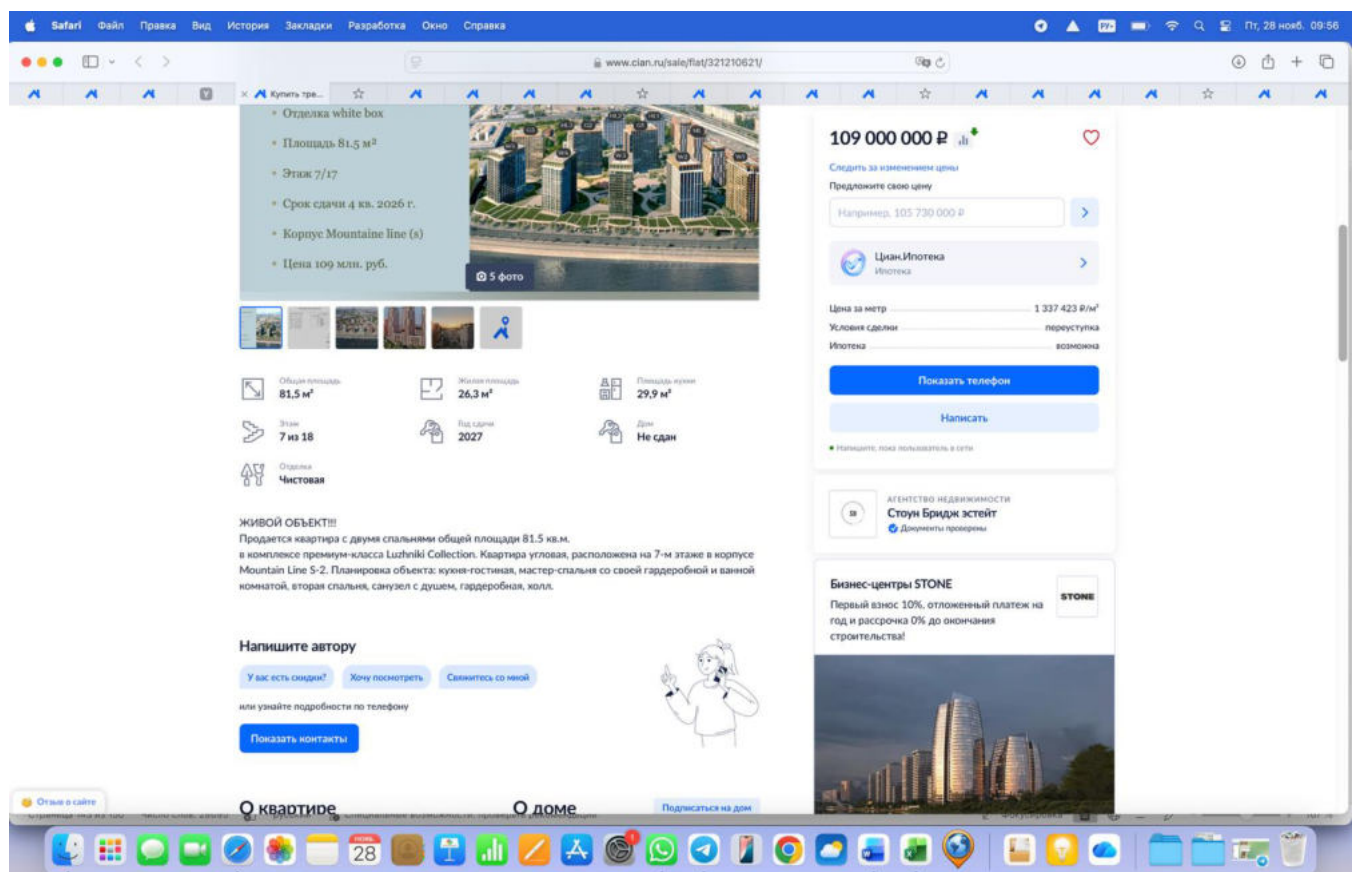 Safari Файл Правка Вид История Закладки Разработка Окно Справка
Пт, 28 нояб. 09:56
www.cian.ru/sale/flat/321210621/
Купить тре...
Отделка white box
Площадь 81.5 м²
Этаж 7/17
Срок сдачи 4 кв. 2026 г.
Корпус Mountaine line (s)
Цена 109 млн. руб.
5 фото
109 000 000 ₽
Следить за изменением цены
Предложите свою цену
Например, 105 730 000 ₽
Циан.Ипотека
Ипотека
Цена за метр 1 337 423 ₽/м²
Условия сделки переуступка
Ипотека возможна
Показать телефон
Написать
Напишите, пока пользователь в сети
Общая площадь
81,5 м²
Жилая площадь
26,3 м²
Площадь кухни
29,9 м²
Этаж
7 из 18
Год сдачи
2027
Дом
Не сдан
Отделка
Чистовая
АГЕНТСТВО НЕДВИЖИМОСТИ
Стоун Бридж эстейт
Документы проверены
ЖИВОЙ ОБЪЕКТ!!!
Продается квартира с двумя спальнями общей площади 81.5 кв.м.
в комплексе премиум-класса Luzhniki Collection. Квартира угловая, расположена на 7-м этаже в корпусе
Mountain Line S-2. Планировка объекта: кухня-гостиная, мастер-спальня со своей гардеробной и ванной
комнатой, вторая спальня, санузел с душем, гардеробная, холл.
Бизнес-центры STONE
STONE
Первый взнос 10%, отложенный платеж на
год и рассрочка 0% до окончания
строительства!
Напишите автору
У вас есть скидки? Хочу посмотреть Свяжитесь со мной
или узнайте подробности по телефону
Показать контакты
Отзыв о сайте
О квартире
О доме
Подписаться на дом
НОЯБ.
28